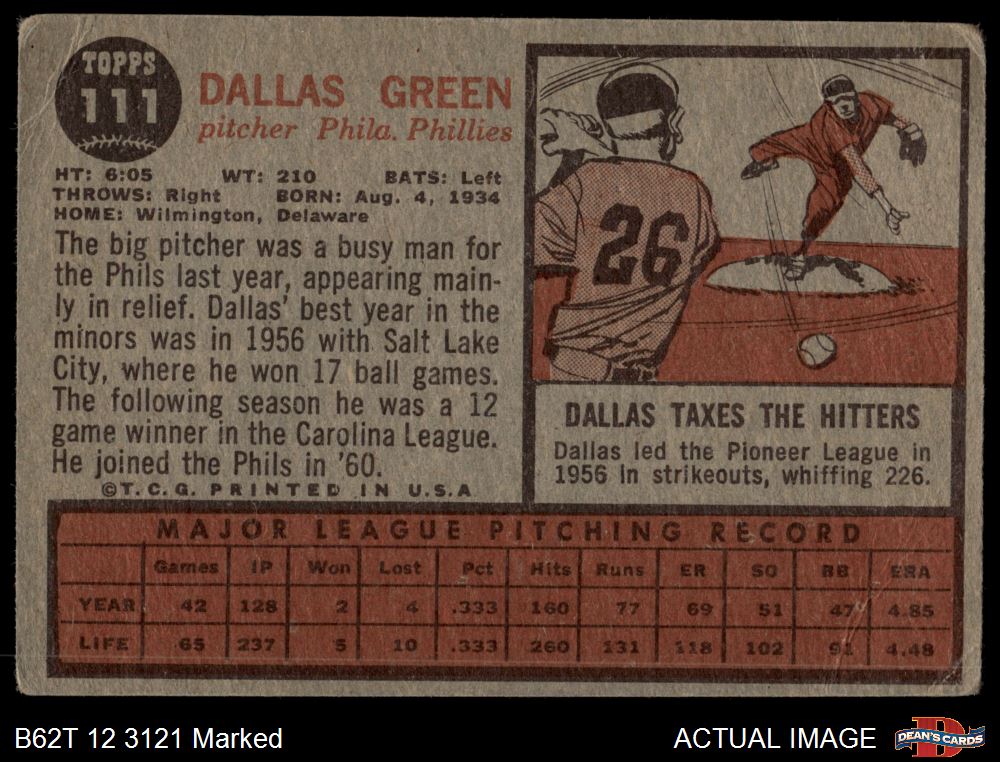 TOPPS
111
DALLAS GREEN
pitcher Phila. Phillies
HT: 6:05 WT: 210 BATS: Left
THROWS: Right BORN: Aug. 4, 1934
HOME: Wilmington, Delaware
The big pitcher was a busy man for
the Phils last year, appearing main-
ly in relief. Dallas' best year in the
minors was in 1956 with Salt Lake
City, where he won 17 ball games.
The following season he was a 12
game winner in the Carolina League.
He joined the Phils in '60.
©T.C.G. PRINTED IN U.S.A
26
DALLAS TAXES THE HITTERS
Dallas led the Pioneer League in
1956 in strikeouts, whiffing 226.
MAJOR LEAGUE PITCHING RECORD
Games IP Won Lost Pct Hits Runs ER SO BB ERA
YEAR 42 128 2 4 .333 160 77 69 51 47 4.85
LIFE 65 237 5 10 .333 260 131 118 102 91 4.48
B62T 12 3121 Marked
ACTUAL IMAGE
D
DEAN'S CARDS